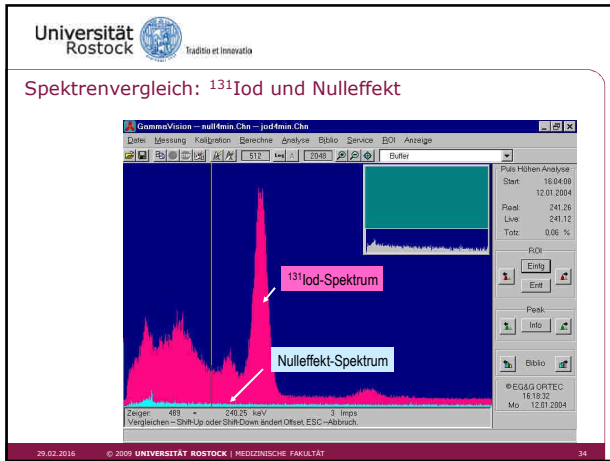 Universität
Rostock
Traditio et Innovatio
Spektrenvergleich: ¹³¹Iod und Nulleffekt
GammaVision — null4min.Chn — jod4min.Chn
Datei Messung Kalibration Berechne Analyse Biblio Service ROI Anzeige
512 Log A 2048 Buffer
Puls Höhen Analyse
Start: 16:04:08
12.01.2004
Real: 241,26
Live: 241,12
Totz: 0,06 %
ROI
Einfg
Entf
Peak
Info
Biblio
©EG&G ORTEC
16:18:32
Mo 12.01.2004
¹³¹Iod-Spektrum
Nulleffekt-Spektrum
Zeiger: 489 = 240.25 keV 3 Imps
Vergleichen – Shift-Up oder Shift-Down ändert Offset, ESC –Abbruch.
29.02.2016 © 2009 UNIVERSITÄT ROSTOCK | MEDIZINISCHE FAKULTÄT 34